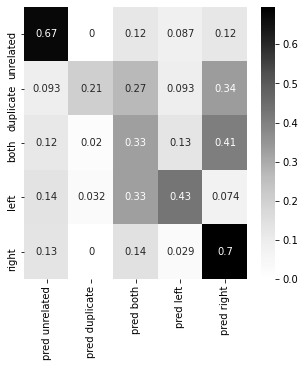 unrelated 0.67 0 0.12 0.087 0.12
duplicate 0.093 0.21 0.27 0.093 0.34
both 0.12 0.02 0.33 0.13 0.41
left 0.14 0.032 0.33 0.43 0.074
right 0.13 0 0.14 0.029 0.7
pred unrelated
pred duplicate
pred both
pred left
pred right
0.6
0.5
0.4
0.3
0.2
0.1
0.0